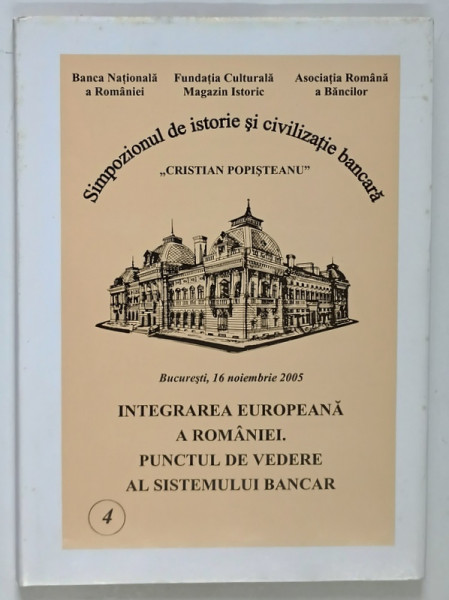 Banca Națională a României
Fundația Culturală Magazin Istoric
Asociația Română a Băncilor
Simpozionul de istorie și civilizație bancară
„CRISTIAN POPIȘTEANU”
București, 16 noiembrie 2005
INTEGRAREA EUROPEANĂ
A ROMÂNIEI.
PUNCTUL DE VEDERE
AL SISTEMULUI BANCAR
4